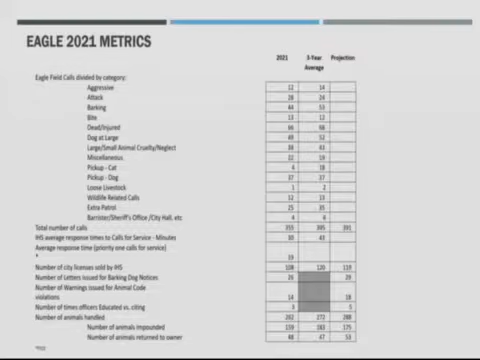 EAGLE 2021 METRICS
2021 3-Year Average Projection
Eagle Field Calls divided by category:
Aggressive 12 14
Attack 28 24
Barking 44 53
Bite 13 12
Dead/Injured 66 68
Dog at Large 49 52
Large/Small Animal Cruelty/Neglect 38 43
Miscellaneous 22 19
Pickup - Cat 4 18
Pickup - Dog 37 37
Loose Livestock 1 2
Wildlife Related Calls 12 13
Extra Patrol 25 35
Barrister/Sheriff's Office /City Hall, etc 4 6
Total number of calls 355 395 391
IHS average response times to Calls for Service - Minutes 30 43
Average response time (priority one calls for service)
* 19
Number of city licenses sold by IHS 108 120 119
Number of Letters issued for Barking Dog Notices 26 29
Number of Warnings issued for Animal Code
violations 14 18
Number of times officers Educated vs. citing 3 5
Number of animals handled 262 272 288
Number of animals impounded 159 163 175
Number of animals returned to owner 48 47 53